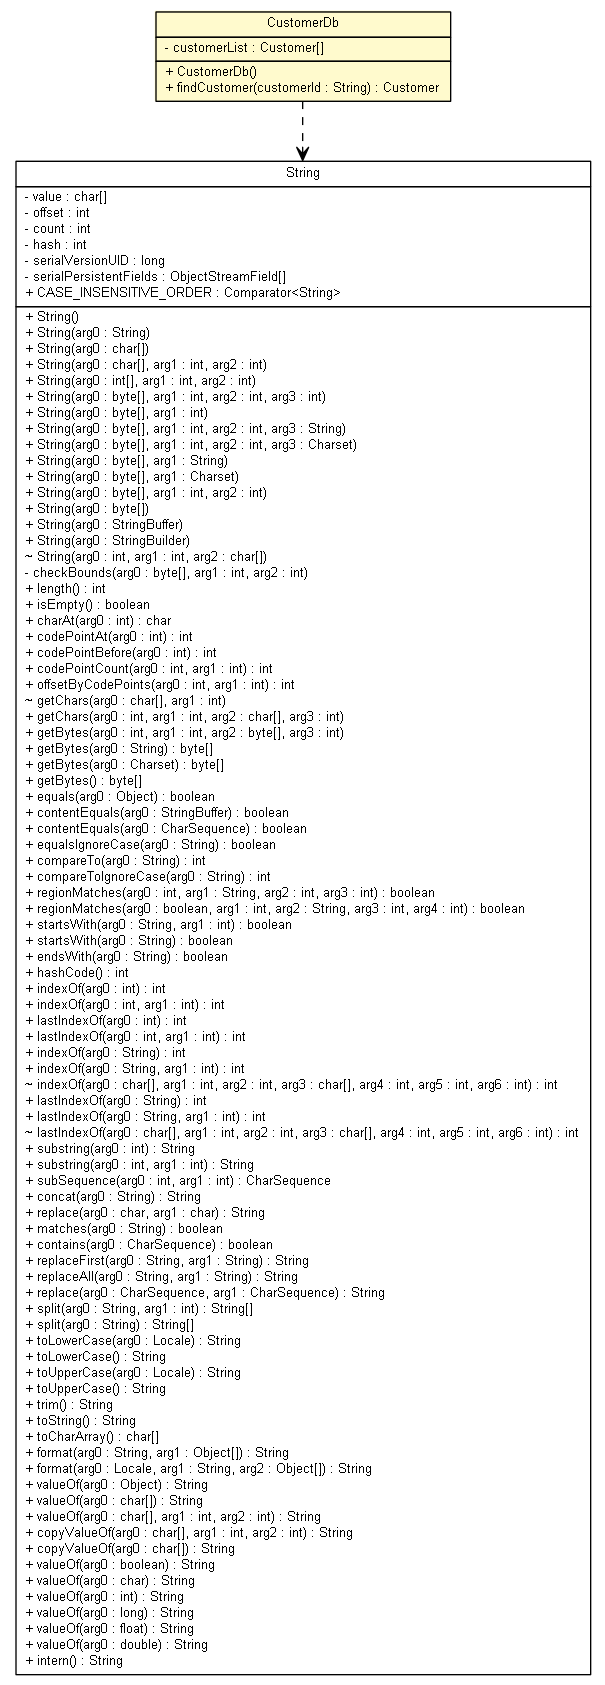 CustomerDb
- customerList : Customer[]
+ CustomerDb()
+ findCustomer(customerId : String) : Customer
String
- value : char[]
- offset : int
- count : int
- hash : int
- serialVersionUID : long
- serialPersistentFields : ObjectStreamField[]
+ CASE_INSENSITIVE_ORDER : Comparator<String>
+ String()
+ String(arg0 : String)
+ String(arg0 : char[])
+ String(arg0 : char[], arg1 : int, arg2 : int)
+ String(arg0 : int[], arg1 : int, arg2 : int)
+ String(arg0 : byte[], arg1 : int, arg2 : int, arg3 : int)
+ String(arg0 : byte[], arg1 : int)
+ String(arg0 : byte[], arg1 : int, arg2 : int, arg3 : String)
+ String(arg0 : byte[], arg1 : int, arg2 : int, arg3 : Charset)
+ String(arg0 : byte[], arg1 : String)
+ String(arg0 : byte[], arg1 : Charset)
+ String(arg0 : byte[], arg1 : int, arg2 : int)
+ String(arg0 : byte[])
+ String(arg0 : StringBuffer)
+ String(arg0 : StringBuilder)
~ String(arg0 : int, arg1 : int, arg2 : char[])
- checkBounds(arg0 : byte[], arg1 : int, arg2 : int)
+ length() : int
+ isEmpty() : boolean
+ charAt(arg0 : int) : char
+ codePointAt(arg0 : int) : int
+ codePointBefore(arg0 : int) : int
+ codePointCount(arg0 : int, arg1 : int) : int
+ offsetByCodePoints(arg0 : int, arg1 : int) : int
~ getChars(arg0 : char[], arg1 : int)
+ getChars(arg0 : int, arg1 : int, arg2 : char[], arg3 : int)
+ getBytes(arg0 : int, arg1 : int, arg2 : byte[], arg3 : int)
+ getBytes(arg0 : String) : byte[]
+ getBytes(arg0 : Charset) : byte[]
+ getBytes() : byte[]
+ equals(arg0 : Object) : boolean
+ contentEquals(arg0 : StringBuffer) : boolean
+ contentEquals(arg0 : CharSequence) : boolean
+ equalsIgnoreCase(arg0 : String) : boolean
+ compareTo(arg0 : String) : int
+ compareToIgnoreCase(arg0 : String) : int
+ regionMatches(arg0 : int, arg1 : String, arg2 : int, arg3 : int) : boolean
+ regionMatches(arg0 : boolean, arg1 : int, arg2 : String, arg3 : int, arg4 : int) : boolean
+ startsWith(arg0 : String, arg1 : int) : boolean
+ startsWith(arg0 : String) : boolean
+ endsWith(arg0 : String) : boolean
+ hashCode() : int
+ indexOf(arg0 : int) : int
+ indexOf(arg0 : int, arg1 : int) : int
+ lastIndexOf(arg0 : int) : int
+ lastIndexOf(arg0 : int, arg1 : int) : int
+ indexOf(arg0 : String) : int
+ indexOf(arg0 : String, arg1 : int) : int
~ indexOf(arg0 : char[], arg1 : int, arg2 : int, arg3 : char[], arg4 : int, arg5 : int, arg6 : int) : int
+ lastIndexOf(arg0 : String) : int
+ lastIndexOf(arg0 : String, arg1 : int) : int
~ lastIndexOf(arg0 : char[], arg1 : int, arg2 : int, arg3 : char[], arg4 : int, arg5 : int, arg6 : int) : int
+ substring(arg0 : int) : String
+ substring(arg0 : int, arg1 : int) : String
+ subSequence(arg0 : int, arg1 : int) : CharSequence
+ concat(arg0 : String) : String
+ replace(arg0 : char, arg1 : char) : String
+ matches(arg0 : String) : boolean
+ contains(arg0 : CharSequence) : boolean
+ replaceFirst(arg0 : String, arg1 : String) : String
+ replaceAll(arg0 : String, arg1 : String) : String
+ replace(arg0 : CharSequence, arg1 : CharSequence) : String
+ split(arg0 : String, arg1 : int) : String[]
+ split(arg0 : String) : String[]
+ toLowerCase(arg0 : Locale) : String
+ toLowerCase() : String
+ toUpperCase(arg0 : Locale) : String
+ toUpperCase() : String
+ trim() : String
+ toString() : String
+ toCharArray() : char[]
+ format(arg0 : String, arg1 : Object[]) : String
+ format(arg0 : Locale, arg1 : String, arg2 : Object[]) : String
+ valueOf(arg0 : Object) : String
+ valueOf(arg0 : char[]) : String
+ valueOf(arg0 : char[], arg1 : int, arg2 : int) : String
+ copyValueOf(arg0 : char[], arg1 : int, arg2 : int) : String
+ copyValueOf(arg0 : char[]) : String
+ valueOf(arg0 : boolean) : String
+ valueOf(arg0 : char) : String
+ valueOf(arg0 : int) : String
+ valueOf(arg0 : long) : String
+ valueOf(arg0 : float) : String
+ valueOf(arg0 : double) : String
+ intern() : String